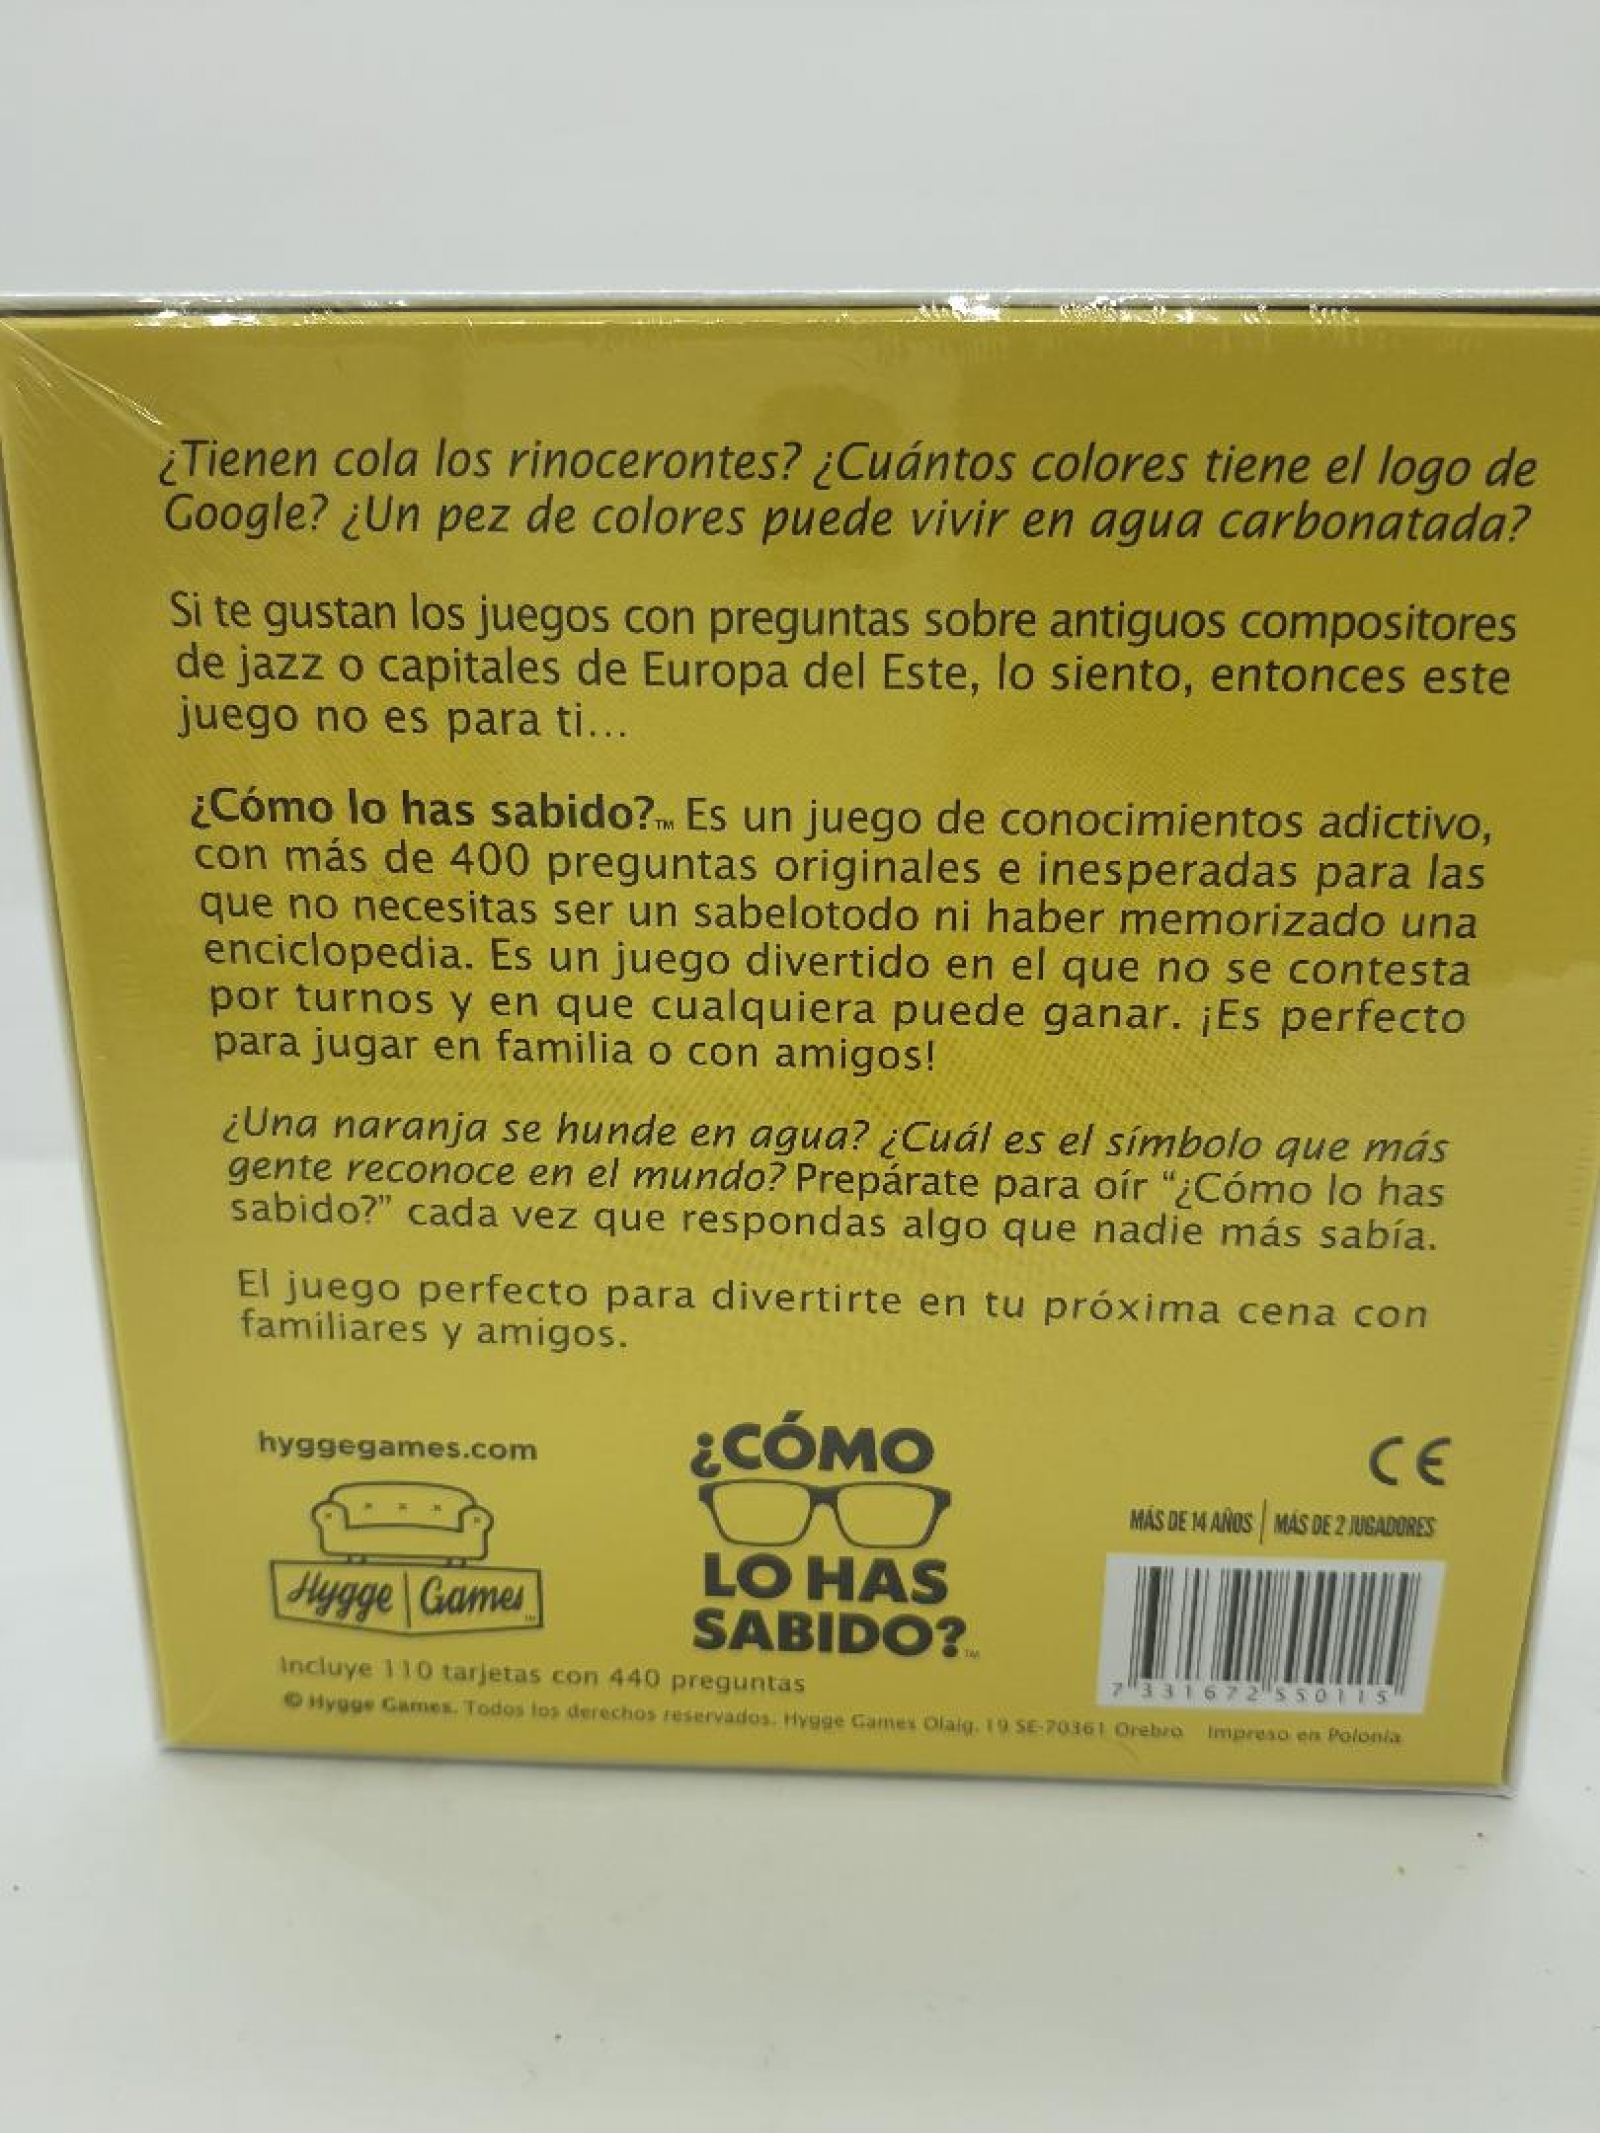 ¿Tienen cola los rinocerontes? ¿Cuántos colores tiene el logo de
Google? ¿Un pez de colores puede vivir en agua carbonatada?
Si te gustan los juegos con preguntas sobre antiguos compositores
de jazz o capitales de Europa del Este, lo siento, entonces este
juego no es para ti...
¿Cómo lo has sabido?™ Es un juego de conocimientos adictivo,
con más de 400 preguntas originales e inesperadas para las
que no necesitas ser un sabelotodo ni haber memorizado una
enciclopedia. Es un juego divertido en el que no se contesta
por turnos y en que cualquiera puede ganar. ¡Es perfecto
para jugar en familia o con amigos!
¿Una naranja se hunde en agua? ¿Cuál es el símbolo que más
gente reconoce en el mundo? Prepárate para oír “¿Cómo lo has
sabido?” cada vez que respondas algo que nadie más sabía.
El juego perfecto para divertirte en tu próxima cena con
familiares y amigos.
hyggegames.com
Hygge Games™
¿CÓMO
LO HAS
SABIDO?™
CE
MÁS DE 14 AÑOS | MÁS DE 2 JUGADORES
7 331672 550115
Incluye 110 tarjetas con 440 preguntas
© Hygge Games. Todos los derechos reservados. Hygge Games Olaig. 19 SE-70361 Orebro Impreso en Polonia